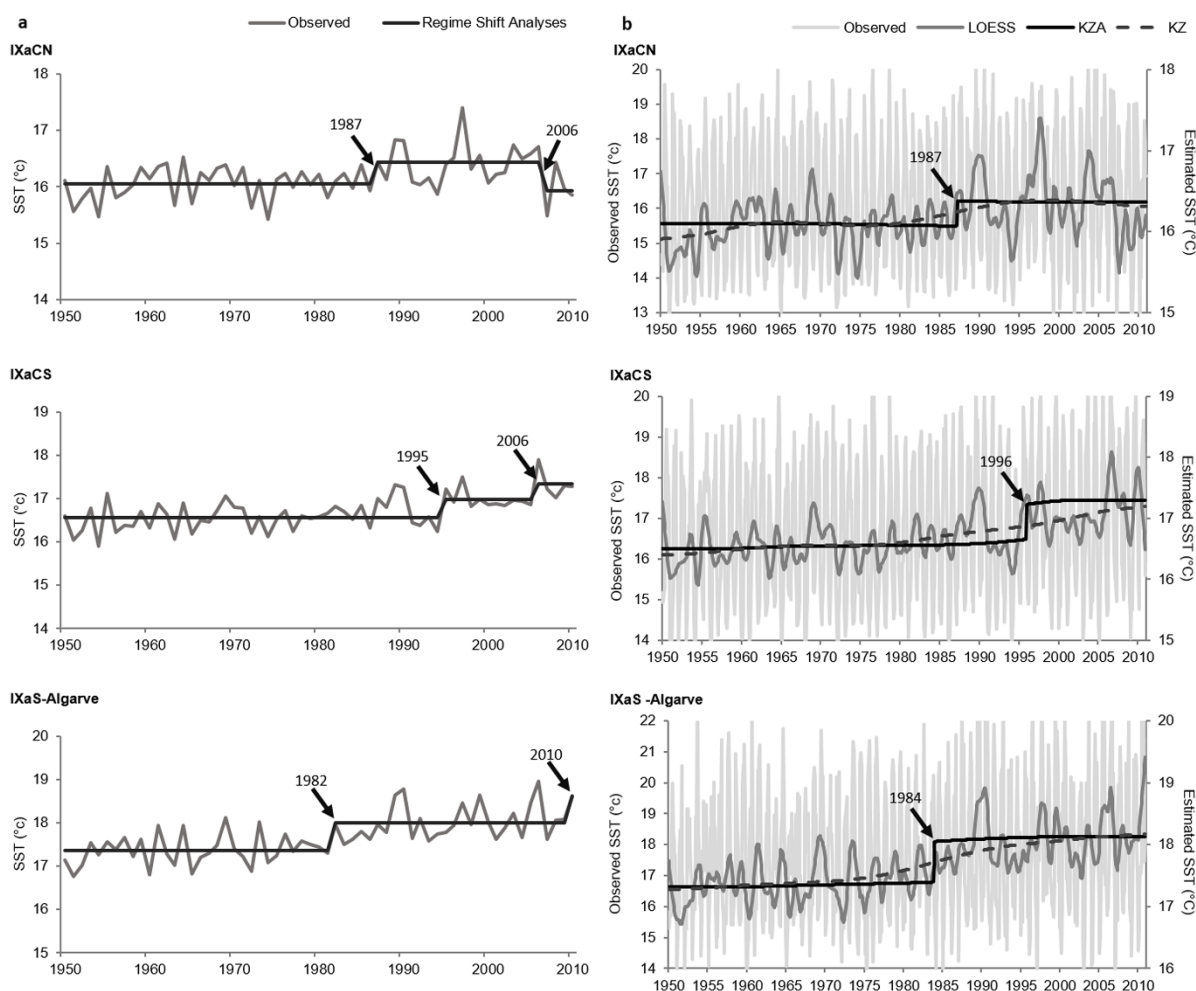 a
Observed Regime Shift Analyses
IXaCN
18
17
16
15
14
SST (°c)
1987
2006
1950 1960 1970 1980 1990 2000 2010
IXaCS
19
18
17
16
15
14
SST (°c)
1995
2006
1950 1960 1970 1980 1990 2000 2010
IXaS-Algarve
20
19
18
17
16
15
SST (°c)
1982
2010
1950 1960 1970 1980 1990 2000 2010
b
Observed LOESS KZA KZ
IXaCN
20
19
18
17
16
15
14
13
Observed SST (°C)
1987
18
17
16
15
Estimated SST (°C)
1950 1955 1960 1965 1970 1975 1980 1985 1990 1995 2000 2005 2010
IXaCS
20
19
18
17
16
15
14
Observed SST (°C)
1996
19
18
17
16
15
Estimated SST (°C)
1950 1955 1960 1965 1970 1975 1980 1985 1990 1995 2000 2005 2010
IXaS -Algarve
22
21
20
19
18
17
16
15
14
Observed SST (°C)
1984
20
19
18
17
16
Estimated SST (°C)
1950 1955 1960 1965 1970 1975 1980 1985 1990 1995 2000 2005 2010